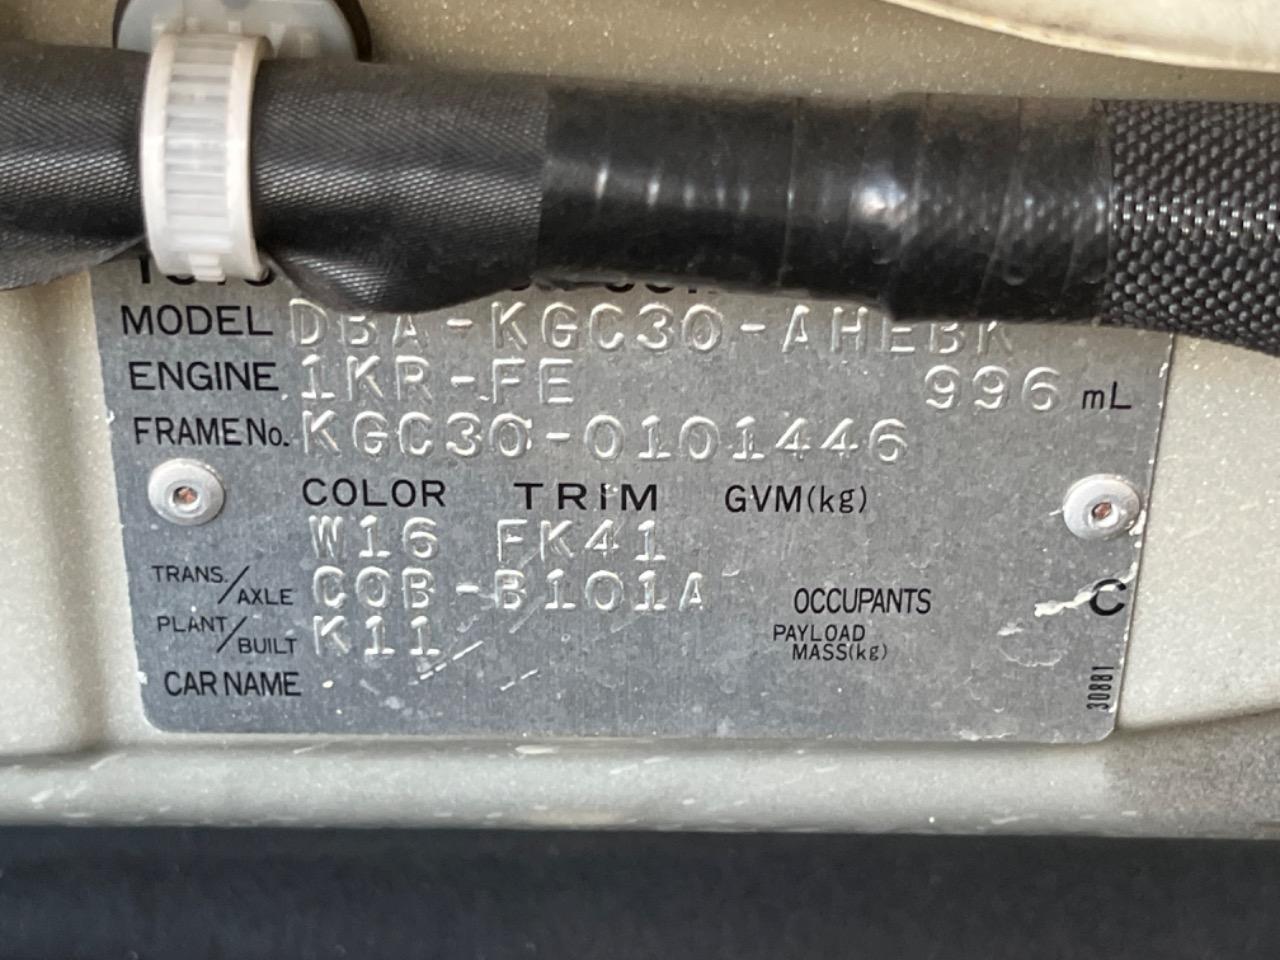 MODEL DBA-KGC30-AHEBK
ENGINE 1KR-FE 996 mL
FRAME No. KGC30-0101446
COLOR TRIM GVM(kg)
W16 FK41
TRANS./AXLE C0B-B101A OCCUPANTS C
PLANT/BUILT K11 PAYLOAD MASS(kg)
CAR NAME
30881